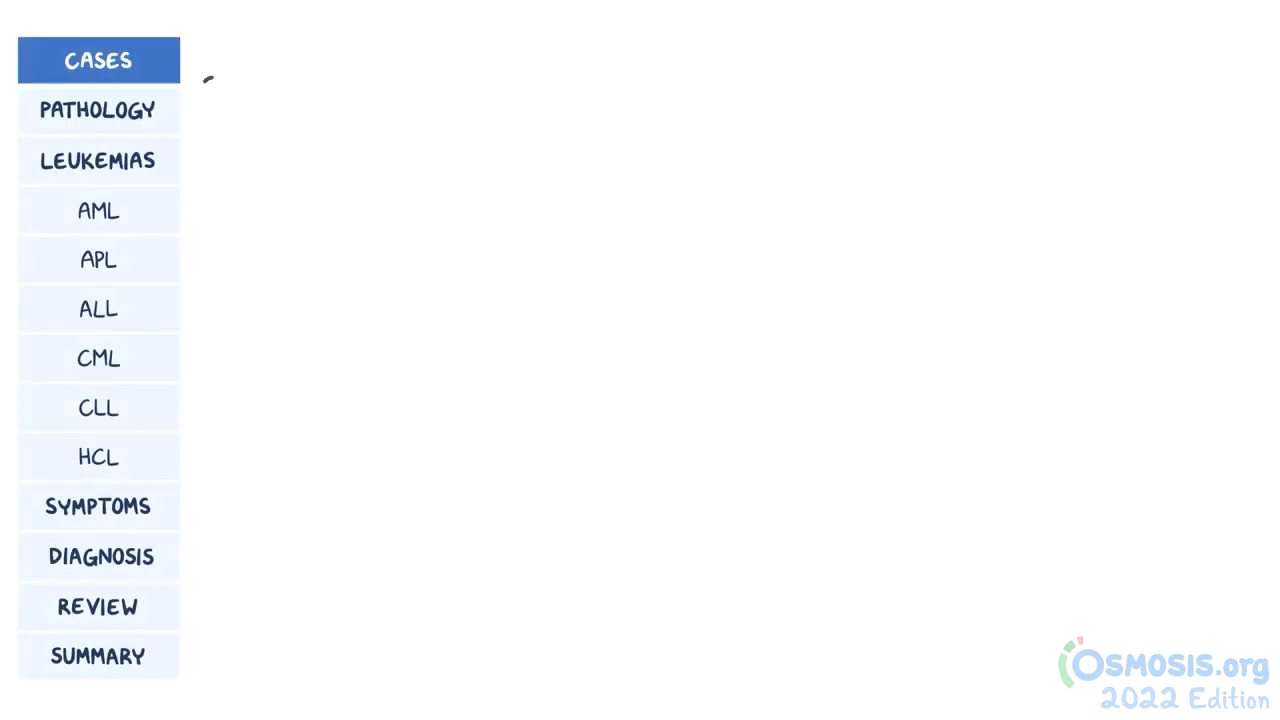 CASES
PATHOLOGY
LEUKEMIAS
AML
APL
ALL
CML
CLL
HCL
SYMPTOMS
DIAGNOSIS
REVIEW
SUMMARY
OSMOSIS.org
2022 Edition